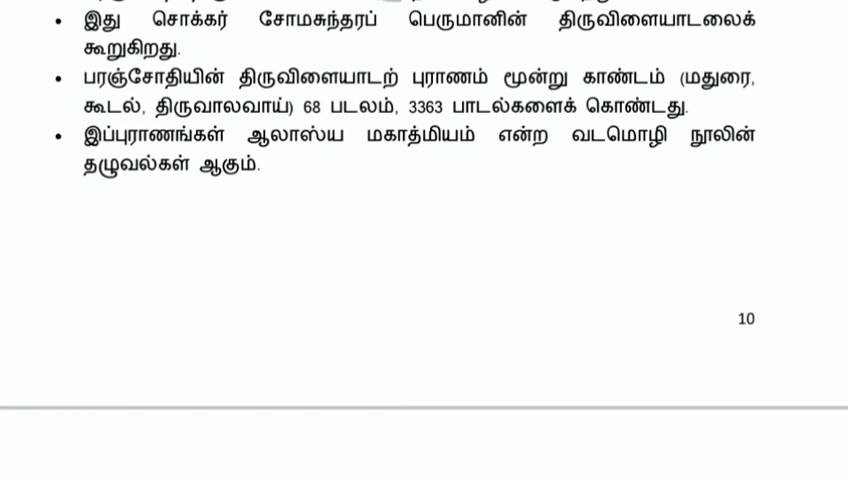 • இது சொக்கர் சோமசுந்தரப் பெருமானின் திருவிளையாடலைக்
கூறுகிறது.
• பரஞ்சோதியின் திருவிளையாடற் புராணம் மூன்று காண்டம் (மதுரை,
கூடல், திருவாலவாய்) 68 படலம், 3363 பாடல்களைக் கொண்டது.
• இப்புராணங்கள் ஆலாஸ்ய மகாத்மியம் என்ற வடமொழி நூலின்
தழுவல்கள் ஆகும்.
10